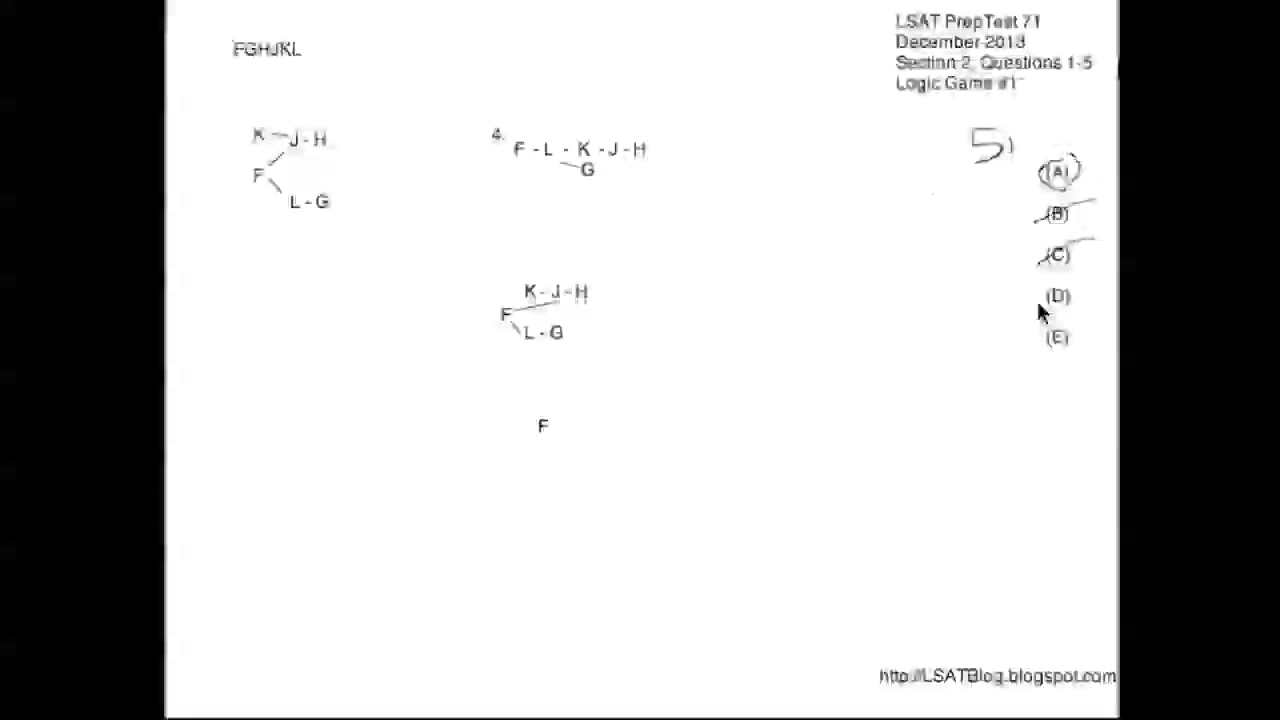 FGHJKL
LSAT PrepTest 71
December 2013
Section 2, Questions 1-5
Logic Game #1
K - J - H
F
L - G
4.
F - L - K - J - H
G
K - J - H
F
L - G
F
5)
(A)
(B)
(C)
(D)
(E)
http://LSATBlog.blogspot.com